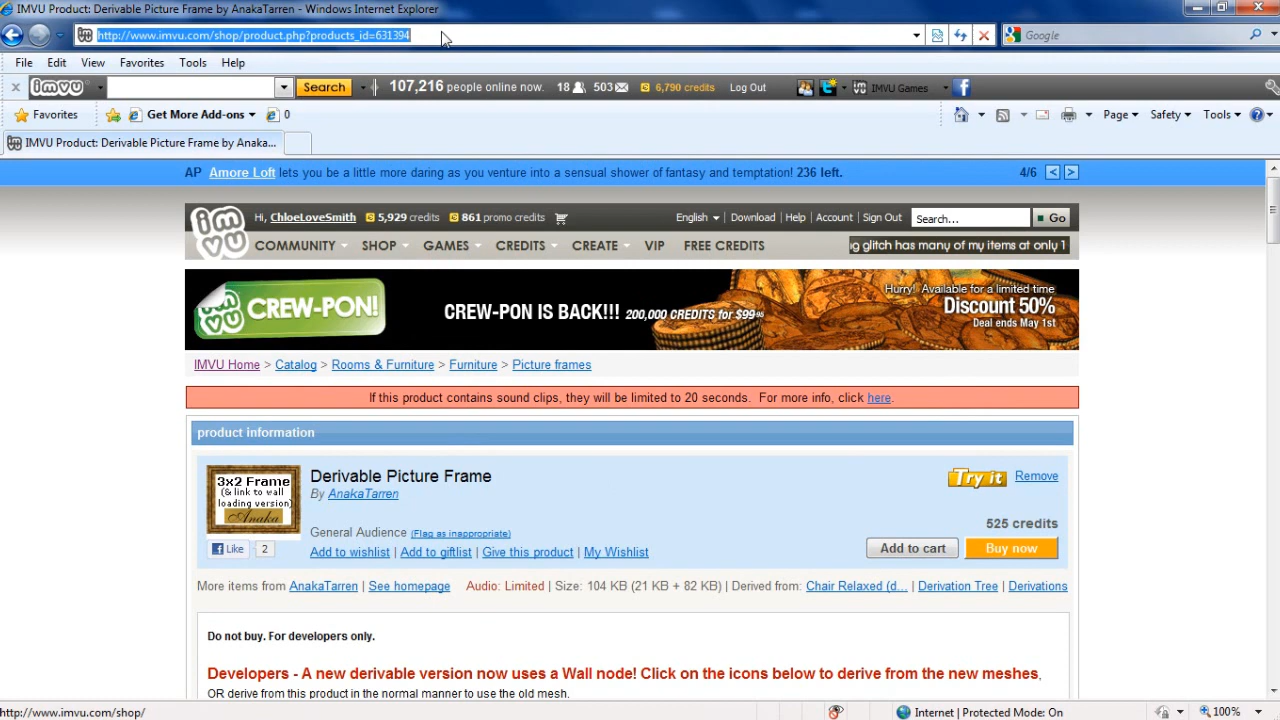 IMVU Product: Derivable Picture Frame by AnakaTarren - Windows Internet Explorer
http://www.imvu.com/shop/product.php?products_id=631394
Google
File Edit View Favorites Tools Help
imvu Search 107,216 people online now. 18 503 6,790 credits Log Out IMVU Games
Favorites Get More Add-ons 0 Page Safety Tools
IMVU Product: Derivable Picture Frame by Anaka...
AP Amore Loft lets you be a little more daring as you venture into a sensual shower of fantasy and temptation! 236 left. 4/6 < >
imvu
Hi, ChloeLoveSmith 5,929 credits 861 promo credits English Download Help Account Sign Out Search... Go
COMMUNITY SHOP GAMES CREDITS CREATE VIP FREE CREDITS g glitch has many of my items at only 1
imvu CREW-PON! CREW-PON IS BACK!!! 200,000 CREDITS for $99⁹⁵
Hurry! Available for a limited time
Discount 50%
Deal ends May 1st
IMVU Home > Catalog > Rooms & Furniture > Furniture > Picture frames
If this product contains sound clips, they will be limited to 20 seconds. For more info, click here.
product information
3x2 Frame
(& link to wall
loading version)
Anaka
Derivable Picture Frame
By AnakaTarren
Try it Remove
525 credits
General Audience (Flag as inappropriate)
Like 2
Add to wishlist | Add to giftlist | Give this product | My Wishlist
Add to cart Buy now
More items from AnakaTarren | See homepage Audio: Limited | Size: 104 KB (21 KB + 82 KB) | Derived from: Chair Relaxed (d... | Derivation Tree | Derivations
Do not buy. For developers only.
Developers - A new derivable version now uses a Wall node! Click on the icons below to derive from the new meshes.
OR derive from this product in the normal manner to use the old mesh.
http://www.imvu.com/shop/ Internet | Protected Mode: On 100%